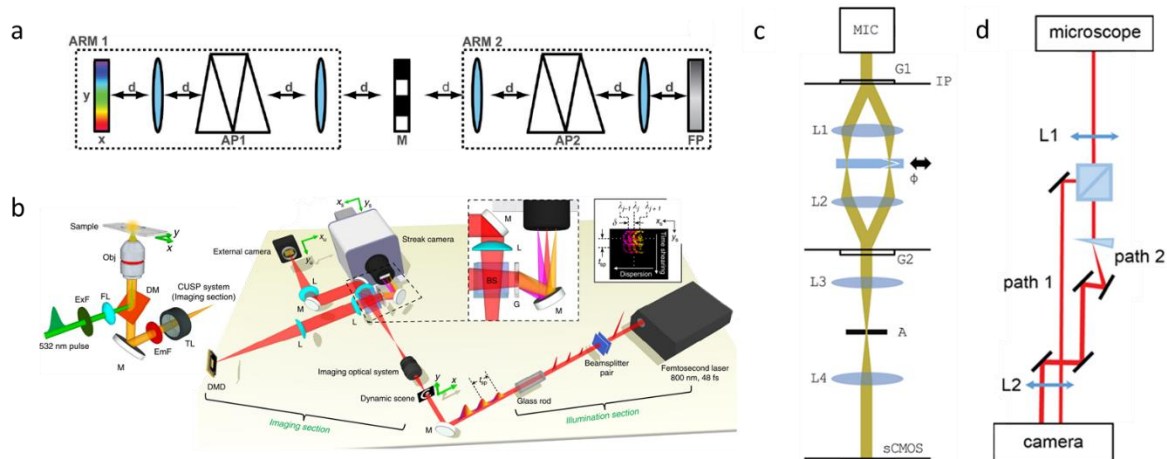 a
ARM 1
y
x
d
d
AP1
d
d
M
ARM 2
d
d
d
AP2
d
d
FP
b
Sample
y
x
Obj
ExF
FL
DM
CUSP system
(Imaging section)
532 nm pulse
M
EmF
TL
External camera
Streak camera
M
L
L
L
DMD
Imaging section
Imaging optical system
Dynamic scene
y
x
M
Glass rod
Illumination section
Beamsplitter
pair
Femtosecond laser
800 nm, 48 fs
M
L
BS
G
M
Dispersion
Time shearing
c
MIC
G1
IP
L1
ϕ
L2
G2
L3
A
L4
sCMOS
d
microscope
L1
path 1
path 2
L2
camera